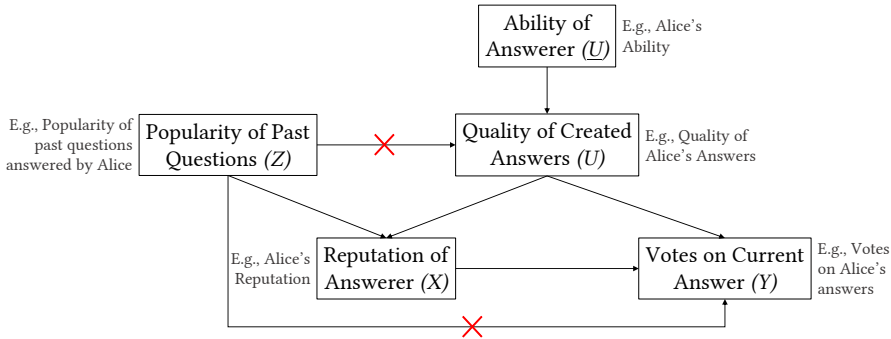 Ability of
Answerer (U)
E.g., Alice's
Ability
E.g., Popularity of
past questions
answered by Alice
Popularity of Past
Questions (Z)
Quality of Created
Answers (U)
E.g., Quality of
Alice's Answers
E.g., Alice's
Reputation
Reputation of
Answerer (X)
Votes on Current
Answer (Y)
E.g., Votes
on Alice's
answers